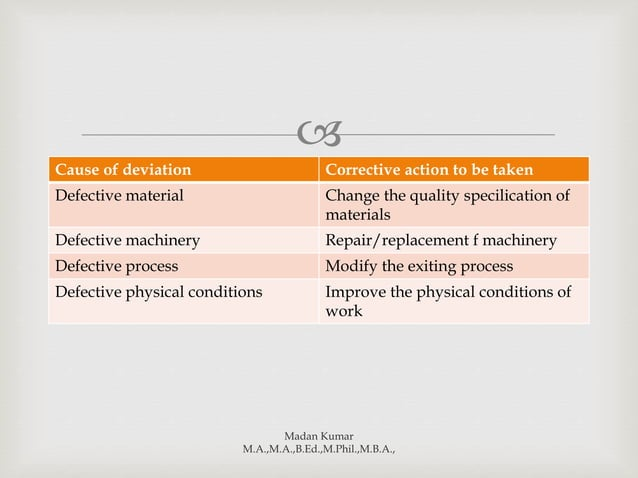 Cause of deviation Corrective action to be taken
Defective material Change the quality specilication of
materials
Defective machinery Repair/replacement f machinery
Defective process Modify the exiting process
Defective physical conditions Improve the physical conditions of
work
Madan Kumar
M.A.,M.A.,B.Ed.,M.Phil.,M.B.A.,